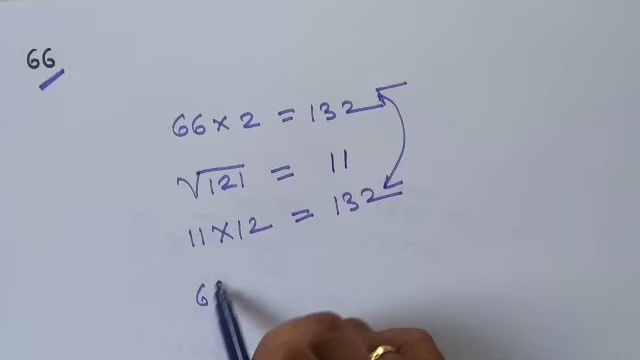 66
66 × 2 = 132
√121 = 11
11 × 12 = 132
6